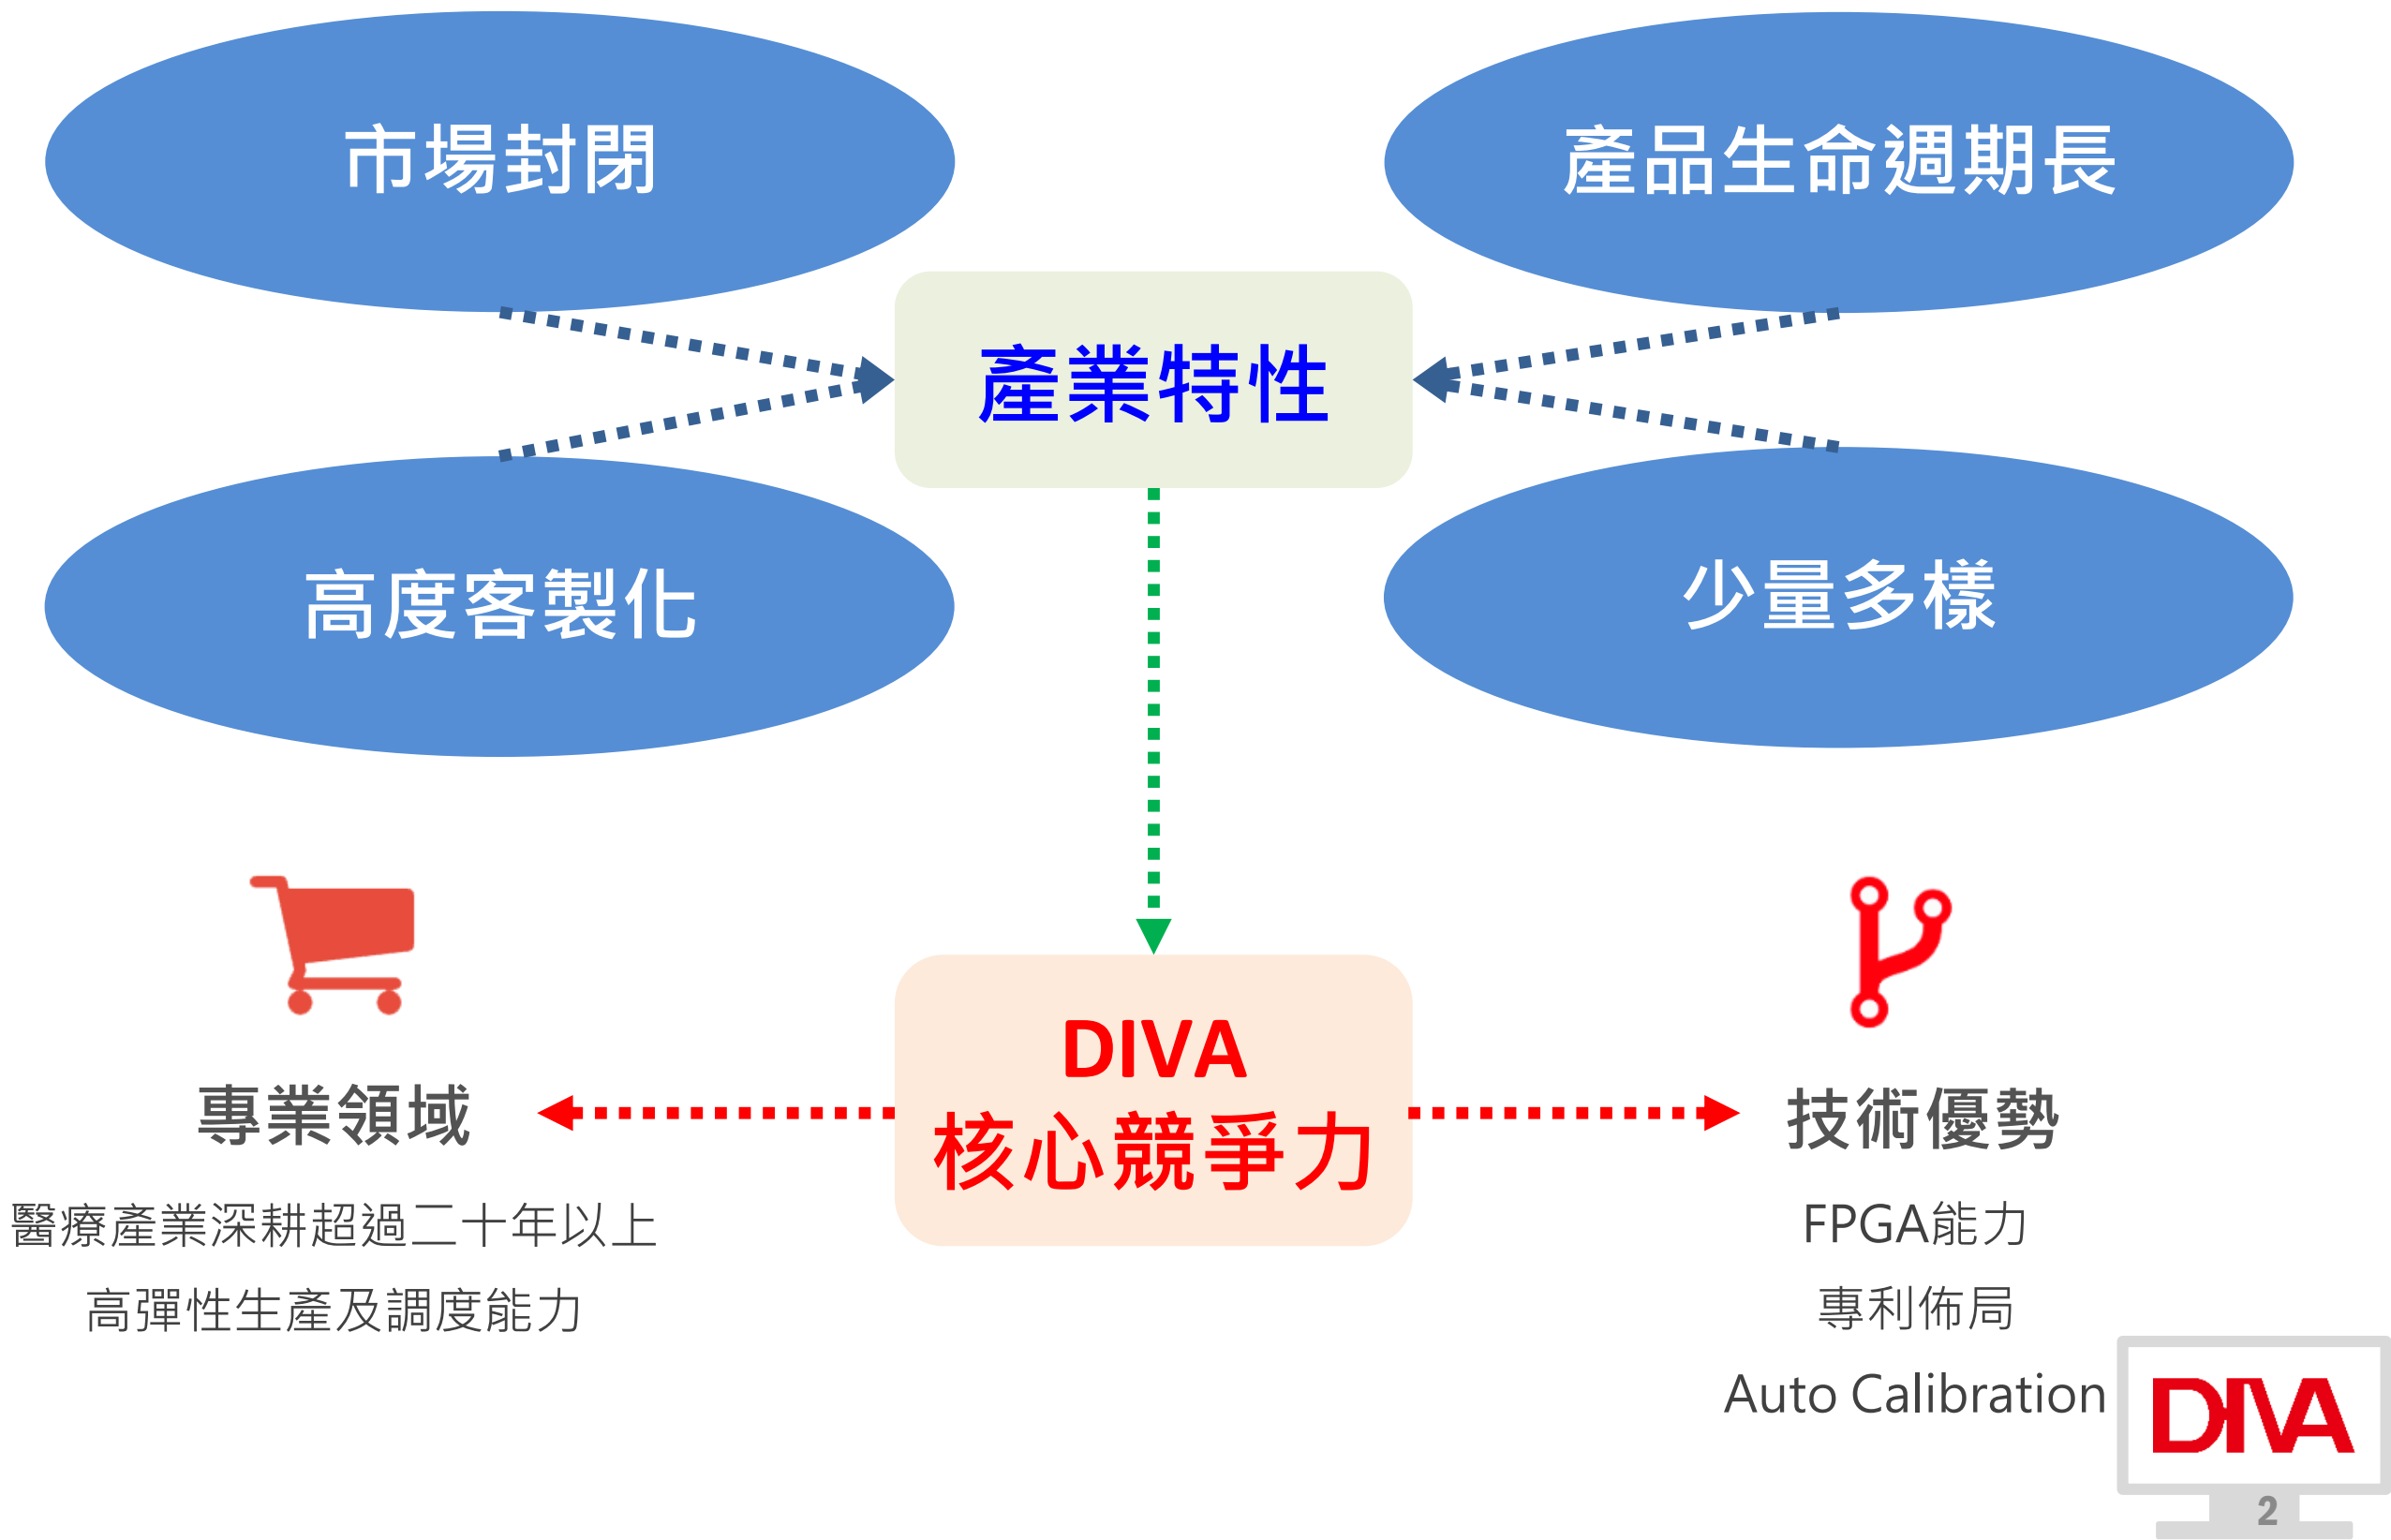 市場封閉
產品生命週期長
產業特性
高度客製化
少量多樣
DIVA
核心競爭力
專業領域
醫療產業深耕超過二十年以上
高彈性生產及調度能力
技術優勢
FPGA能力
專利佈局
Auto Calibration
DIVA
2